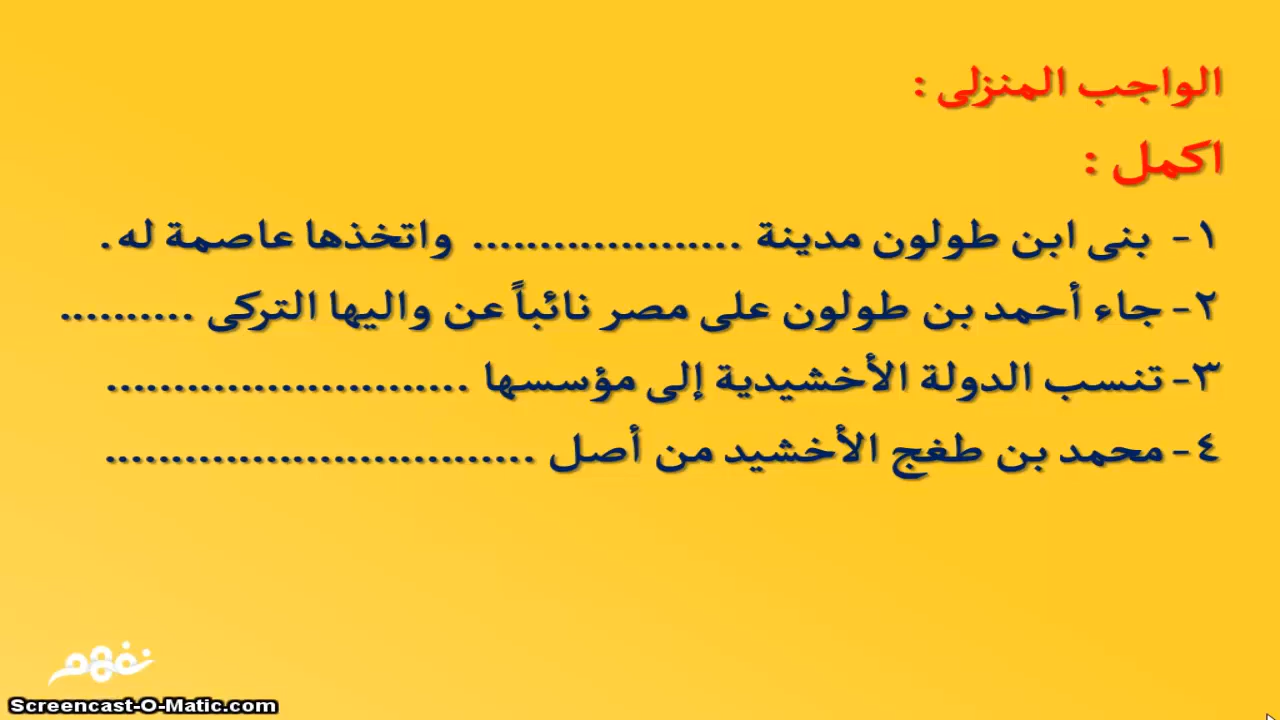 الواجب المنزلى :
اكمل :
١- بنى ابن طولون مدينة .................... واتخذها عاصمة له .
٢- جاء أحمد بن طولون على مصر نائباً عن واليها التركى ..........
٣- تنسب الدولة الأخشيدية إلى مؤسسها ...........................
٤- محمد بن طغج الأخشيد من أصل ................................
نفهم
Screencast-O-Matic.com